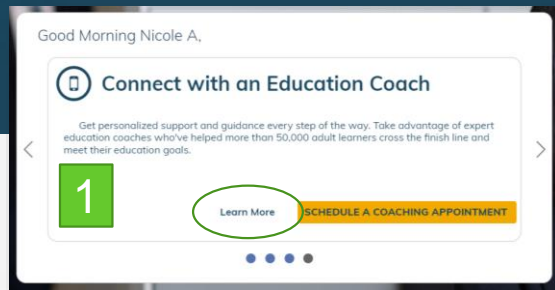 Good Morning Nicole A,
Connect with an Education Coach
Get personalized support and guidance every step of the way. Take advantage of expert
education coaches who've helped more than 50,000 adult learners cross the finish line and
meet their education goals.
1
Learn More
SCHEDULE A COACHING APPOINTMENT